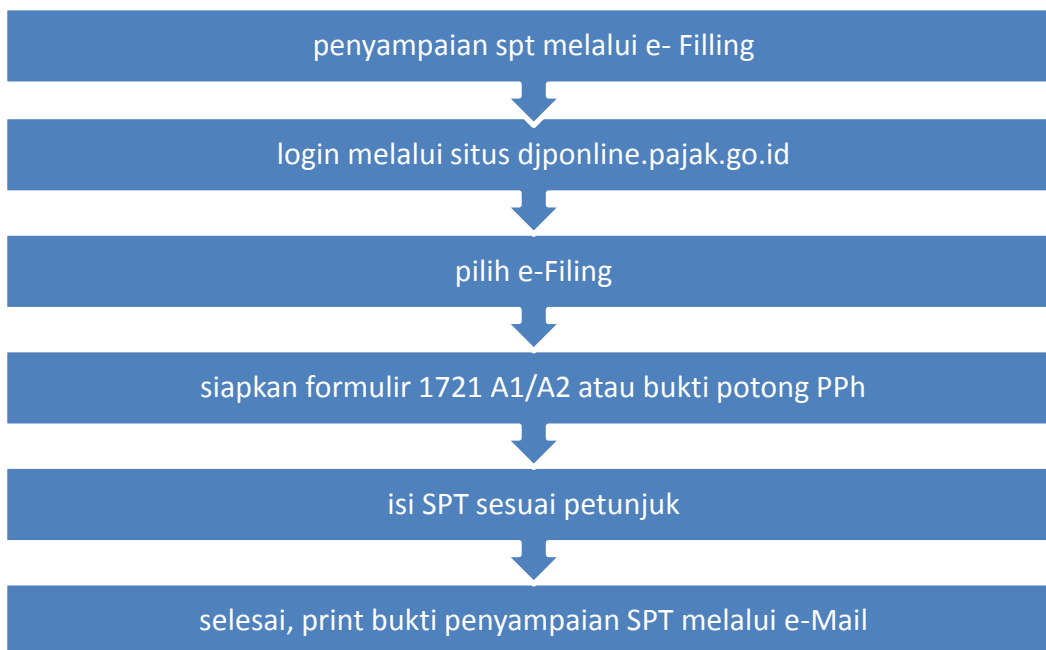 penyampaian spt melalui e- Filling
login melalui situs djponline.pajak.go.id
pilih e-Filing
siapkan formulir 1721 A1/A2 atau bukti potong PPh
isi SPT sesuai petunjuk
selesai, print bukti penyampaian SPT melalui e-Mail